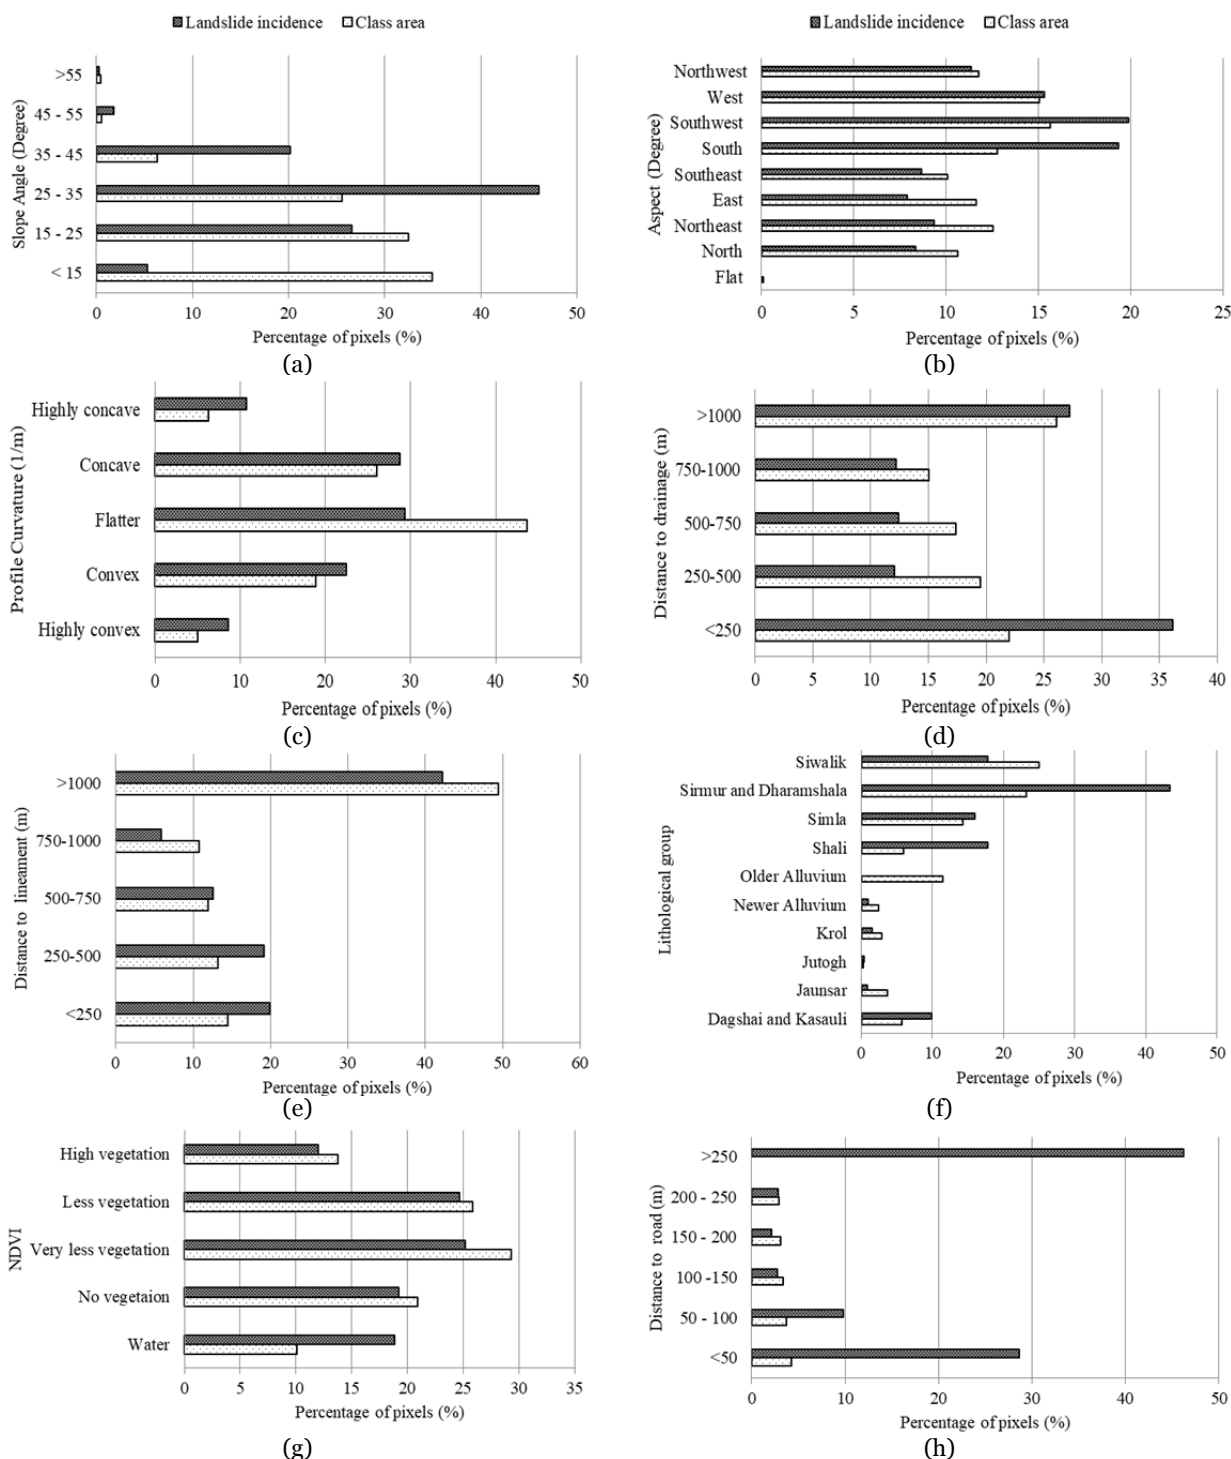 Landslide incidence Class area
>55
45 - 55
35 - 45
25 - 35
15 - 25
< 15
Slope Angle (Degree)
0 10 20 30 40 50
Percentage of pixels (%)
(a)
Landslide incidence Class area
Northwest
West
Southwest
South
Southeast
East
Northeast
North
Flat
Aspect (Degree)
0 5 10 15 20 25
Percentage of pixels (%)
(b)
Highly concave
Concave
Flatter
Convex
Highly convex
Profile Curvature (1/m)
0 10 20 30 40 50
Percentage of pixels (%)
(c)
>1000
750-1000
500-750
250-500
<250
Distance to drainage (m)
0 5 10 15 20 25 30 35 40
Percentage of pixels (%)
(d)
>1000
750-1000
500-750
250-500
<250
Distance to lineament (m)
0 10 20 30 40 50 60
Percentage of pixels (%)
(e)
Siwalik
Sirmur and Dharamshala
Simla
Shali
Older Alluvium
Newer Alluvium
Krol
Jutogh
Jaunsar
Dagshai and Kasauli
Lithological group
0 10 20 30 40 50
Percentage of pixels (%)
(f)
High vegetation
Less vegetation
Very less vegetation
No vegetaion
Water
NDVI
0 5 10 15 20 25 30 35
Percentage of pixels (%)
(g)
>250
200 - 250
150 - 200
100 -150
50 - 100
<50
Distance to road (m)
0 10 20 30 40 50
Percentage of pixels (%)
(h)